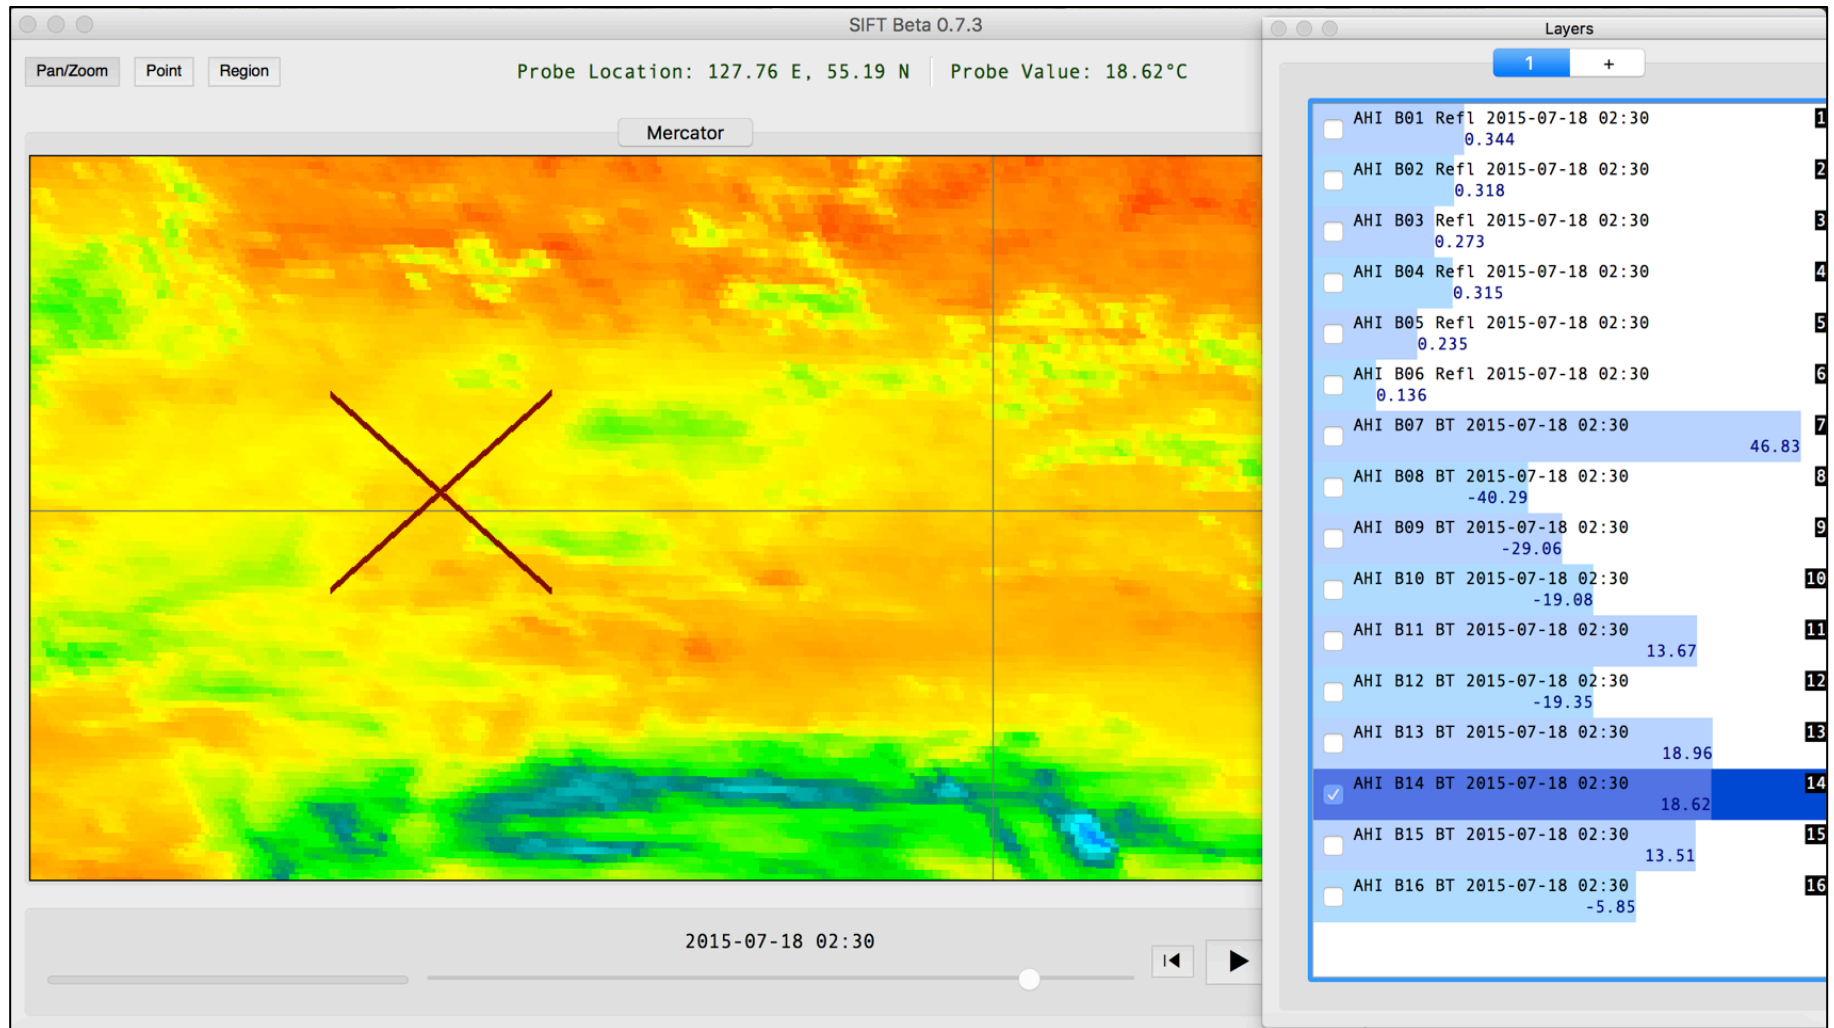 SIFT Beta 0.7.3
Pan/Zoom Point Region Probe Location: 127.76 E, 55.19 N Probe Value: 18.62°C
Mercator
2015-07-18 02:30
Layers
1 +
AHI B01 Refl 2015-07-18 02:30 1
0.344
AHI B02 Refl 2015-07-18 02:30 2
0.318
AHI B03 Refl 2015-07-18 02:30 3
0.273
AHI B04 Refl 2015-07-18 02:30 4
0.315
AHI B05 Refl 2015-07-18 02:30 5
0.235
AHI B06 Refl 2015-07-18 02:30 6
0.136
AHI B07 BT 2015-07-18 02:30 7
46.83
AHI B08 BT 2015-07-18 02:30 8
-40.29
AHI B09 BT 2015-07-18 02:30 9
-29.06
AHI B10 BT 2015-07-18 02:30 10
-19.08
AHI B11 BT 2015-07-18 02:30 11
13.67
AHI B12 BT 2015-07-18 02:30 12
-19.35
AHI B13 BT 2015-07-18 02:30 13
18.96
AHI B14 BT 2015-07-18 02:30 14
18.62
AHI B15 BT 2015-07-18 02:30 15
13.51
AHI B16 BT 2015-07-18 02:30 16
-5.85